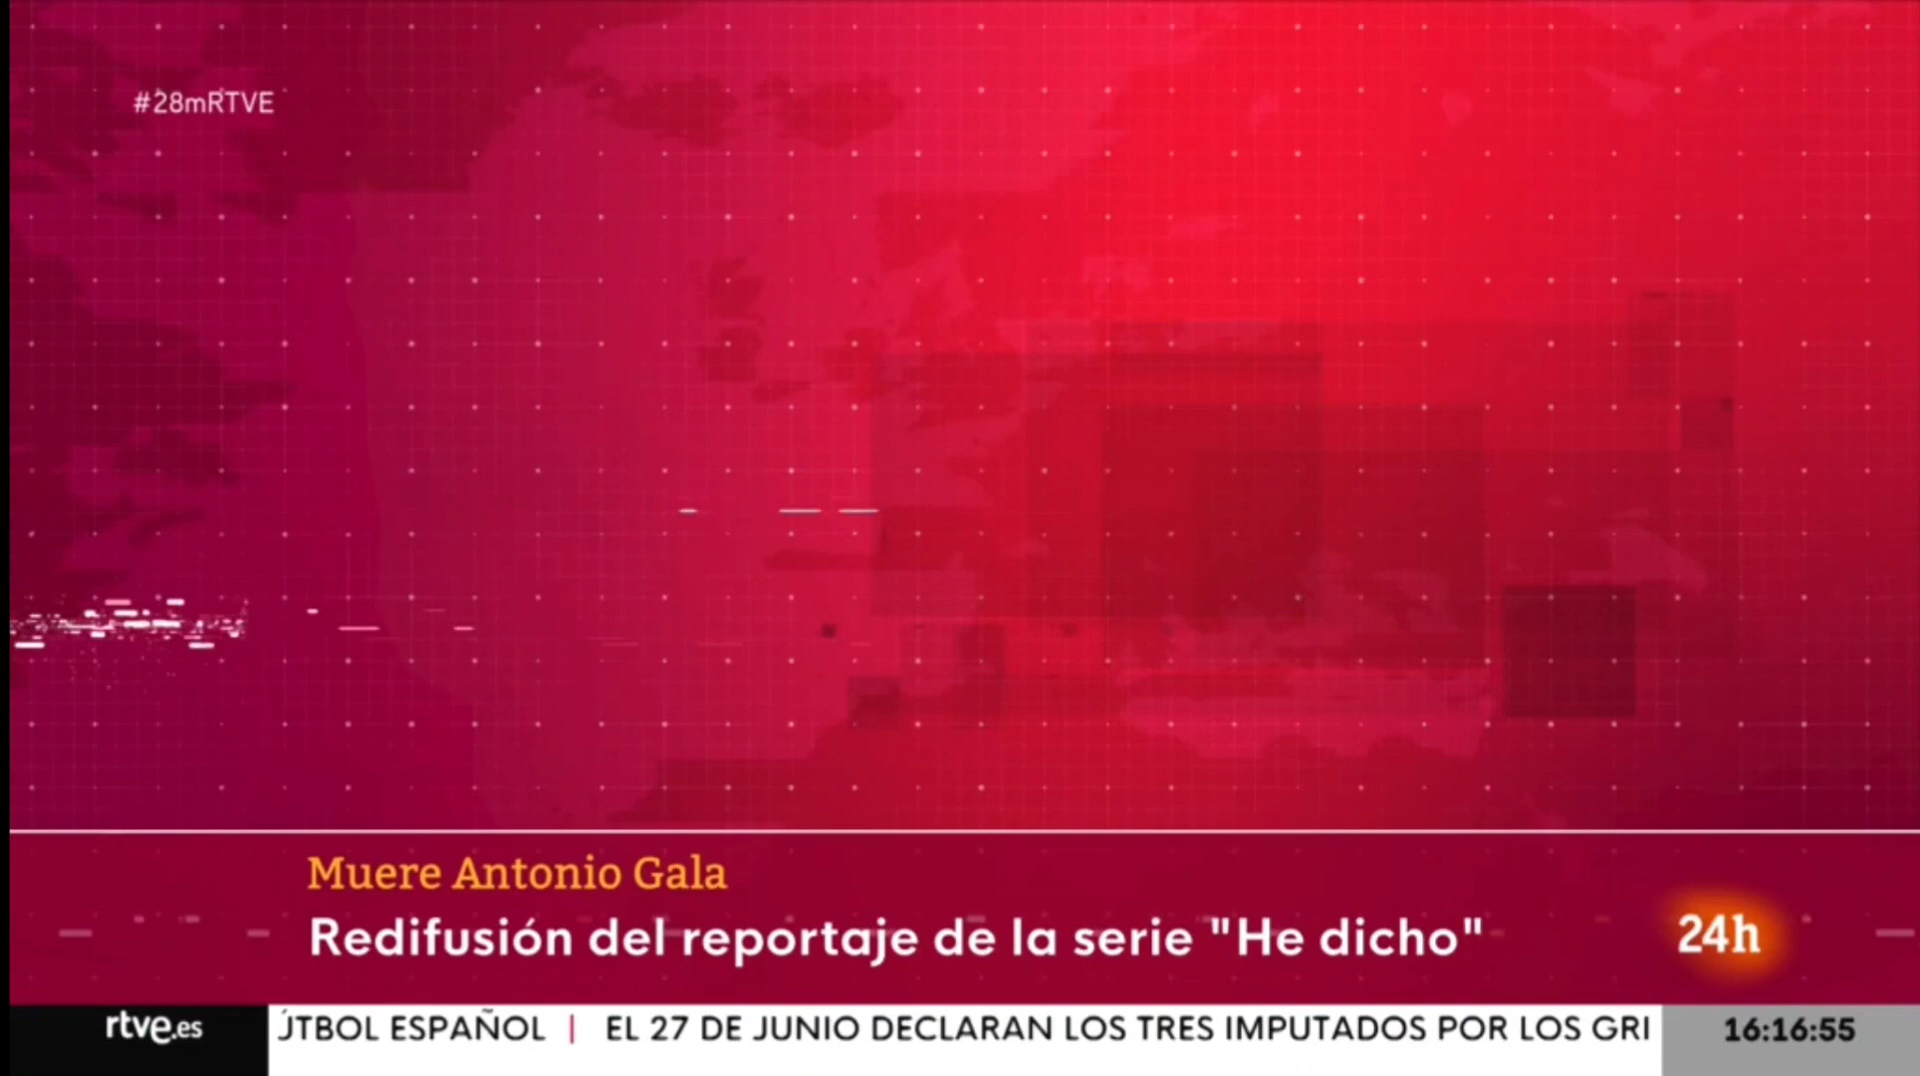 #28mRTVE
Muere Antonio Gala
Redifusión del reportaje de la serie "He dicho"
24h
rtve.es
ÚTBOL ESPAÑOL | EL 27 DE JUNIO DECLARAN LOS TRES IMPUTADOS POR LOS GRI
16:16:55